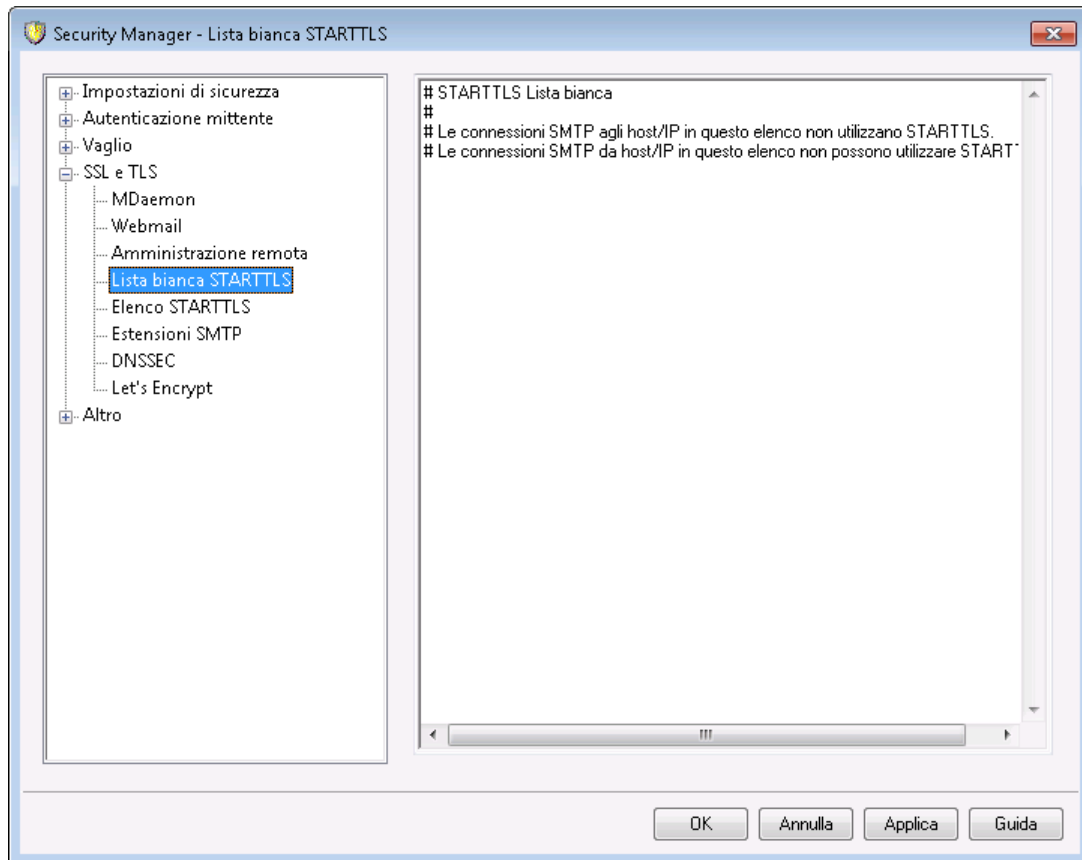 Security Manager - Lista bianca STARTTLS
Impostazioni di sicurezza
Autenticazione mittente
Vaglio
SSL e TLS
MDaemon
Webmail
Amministrazione remota
Lista bianca STARTTLS
Elenco STARTTLS
Estensioni SMTP
DNSSEC
Let's Encrypt
Altro
# STARTTLS Lista bianca
#
# Le connessioni SMTP agli host/IP in questo elenco non utilizzano STARTTLS.
# Le connessioni SMTP da host/IP in questo elenco non possono utilizzare
OK
Annulla
Applica
Guida